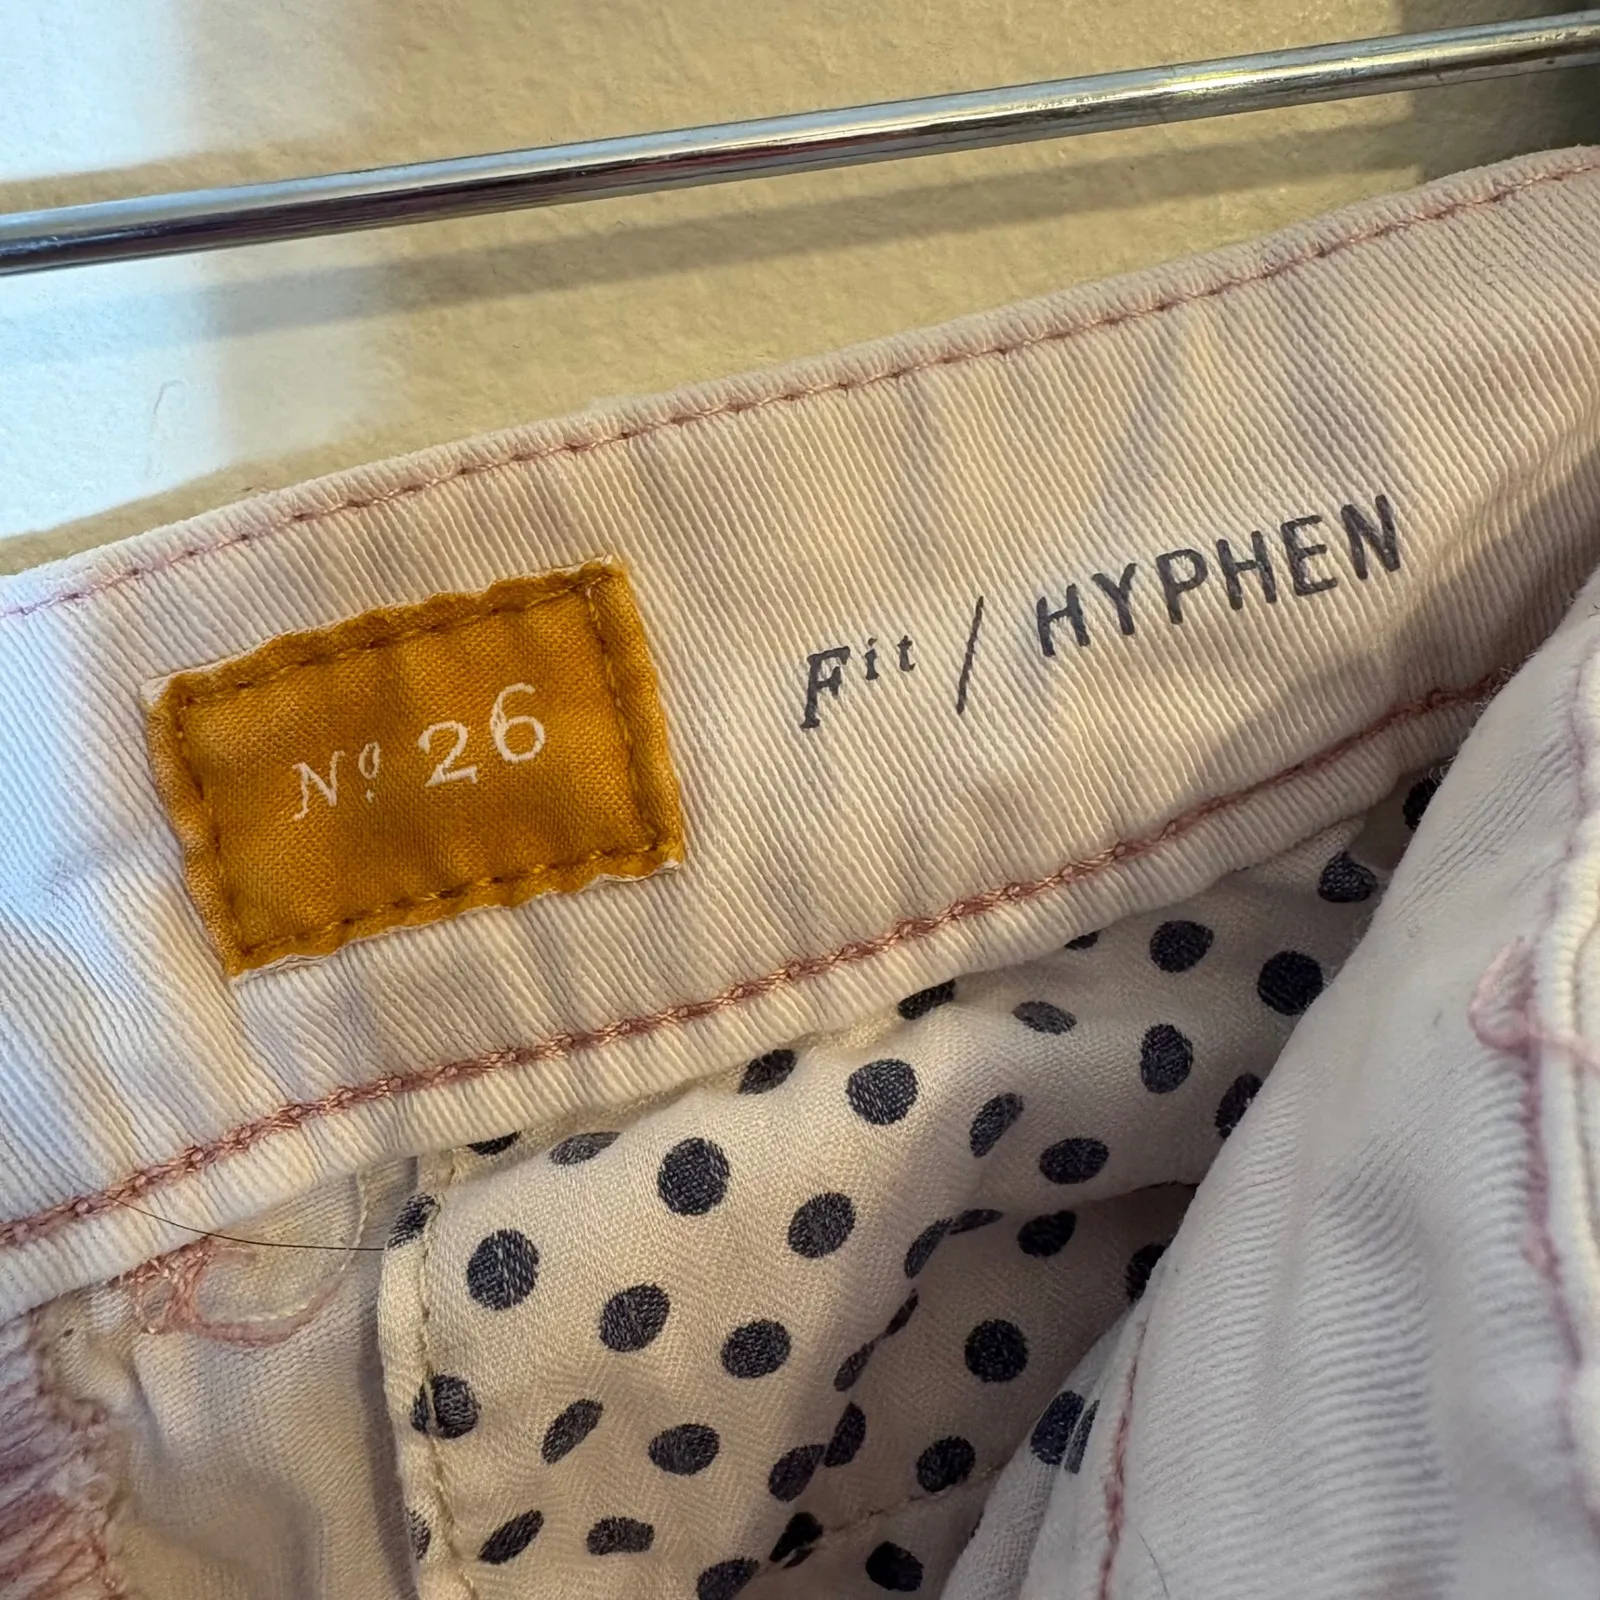 Nº 26
Fit / HYPHEN